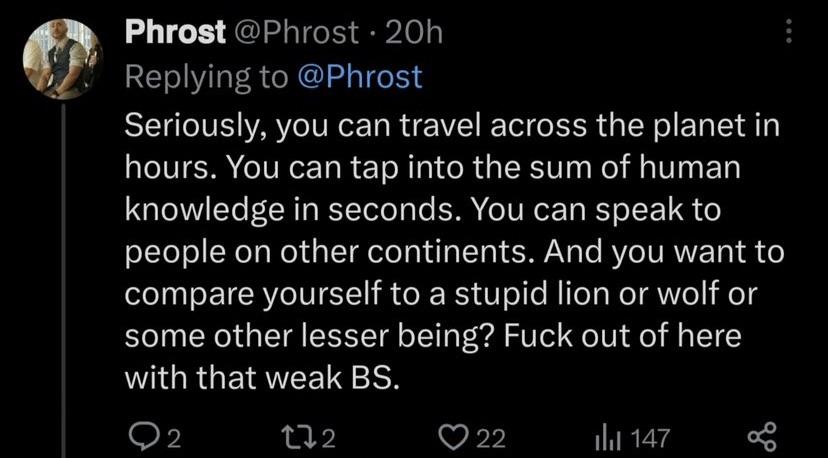 Phrost @Phrost · 20h
Replying to @Phrost
Seriously, you can travel across the planet in
hours. You can tap into the sum of human
knowledge in seconds. You can speak to
people on other continents. And you want to
compare yourself to a stupid lion or wolf or
some other lesser being? Fuck out of here
with that weak BS.
2 2 22 147